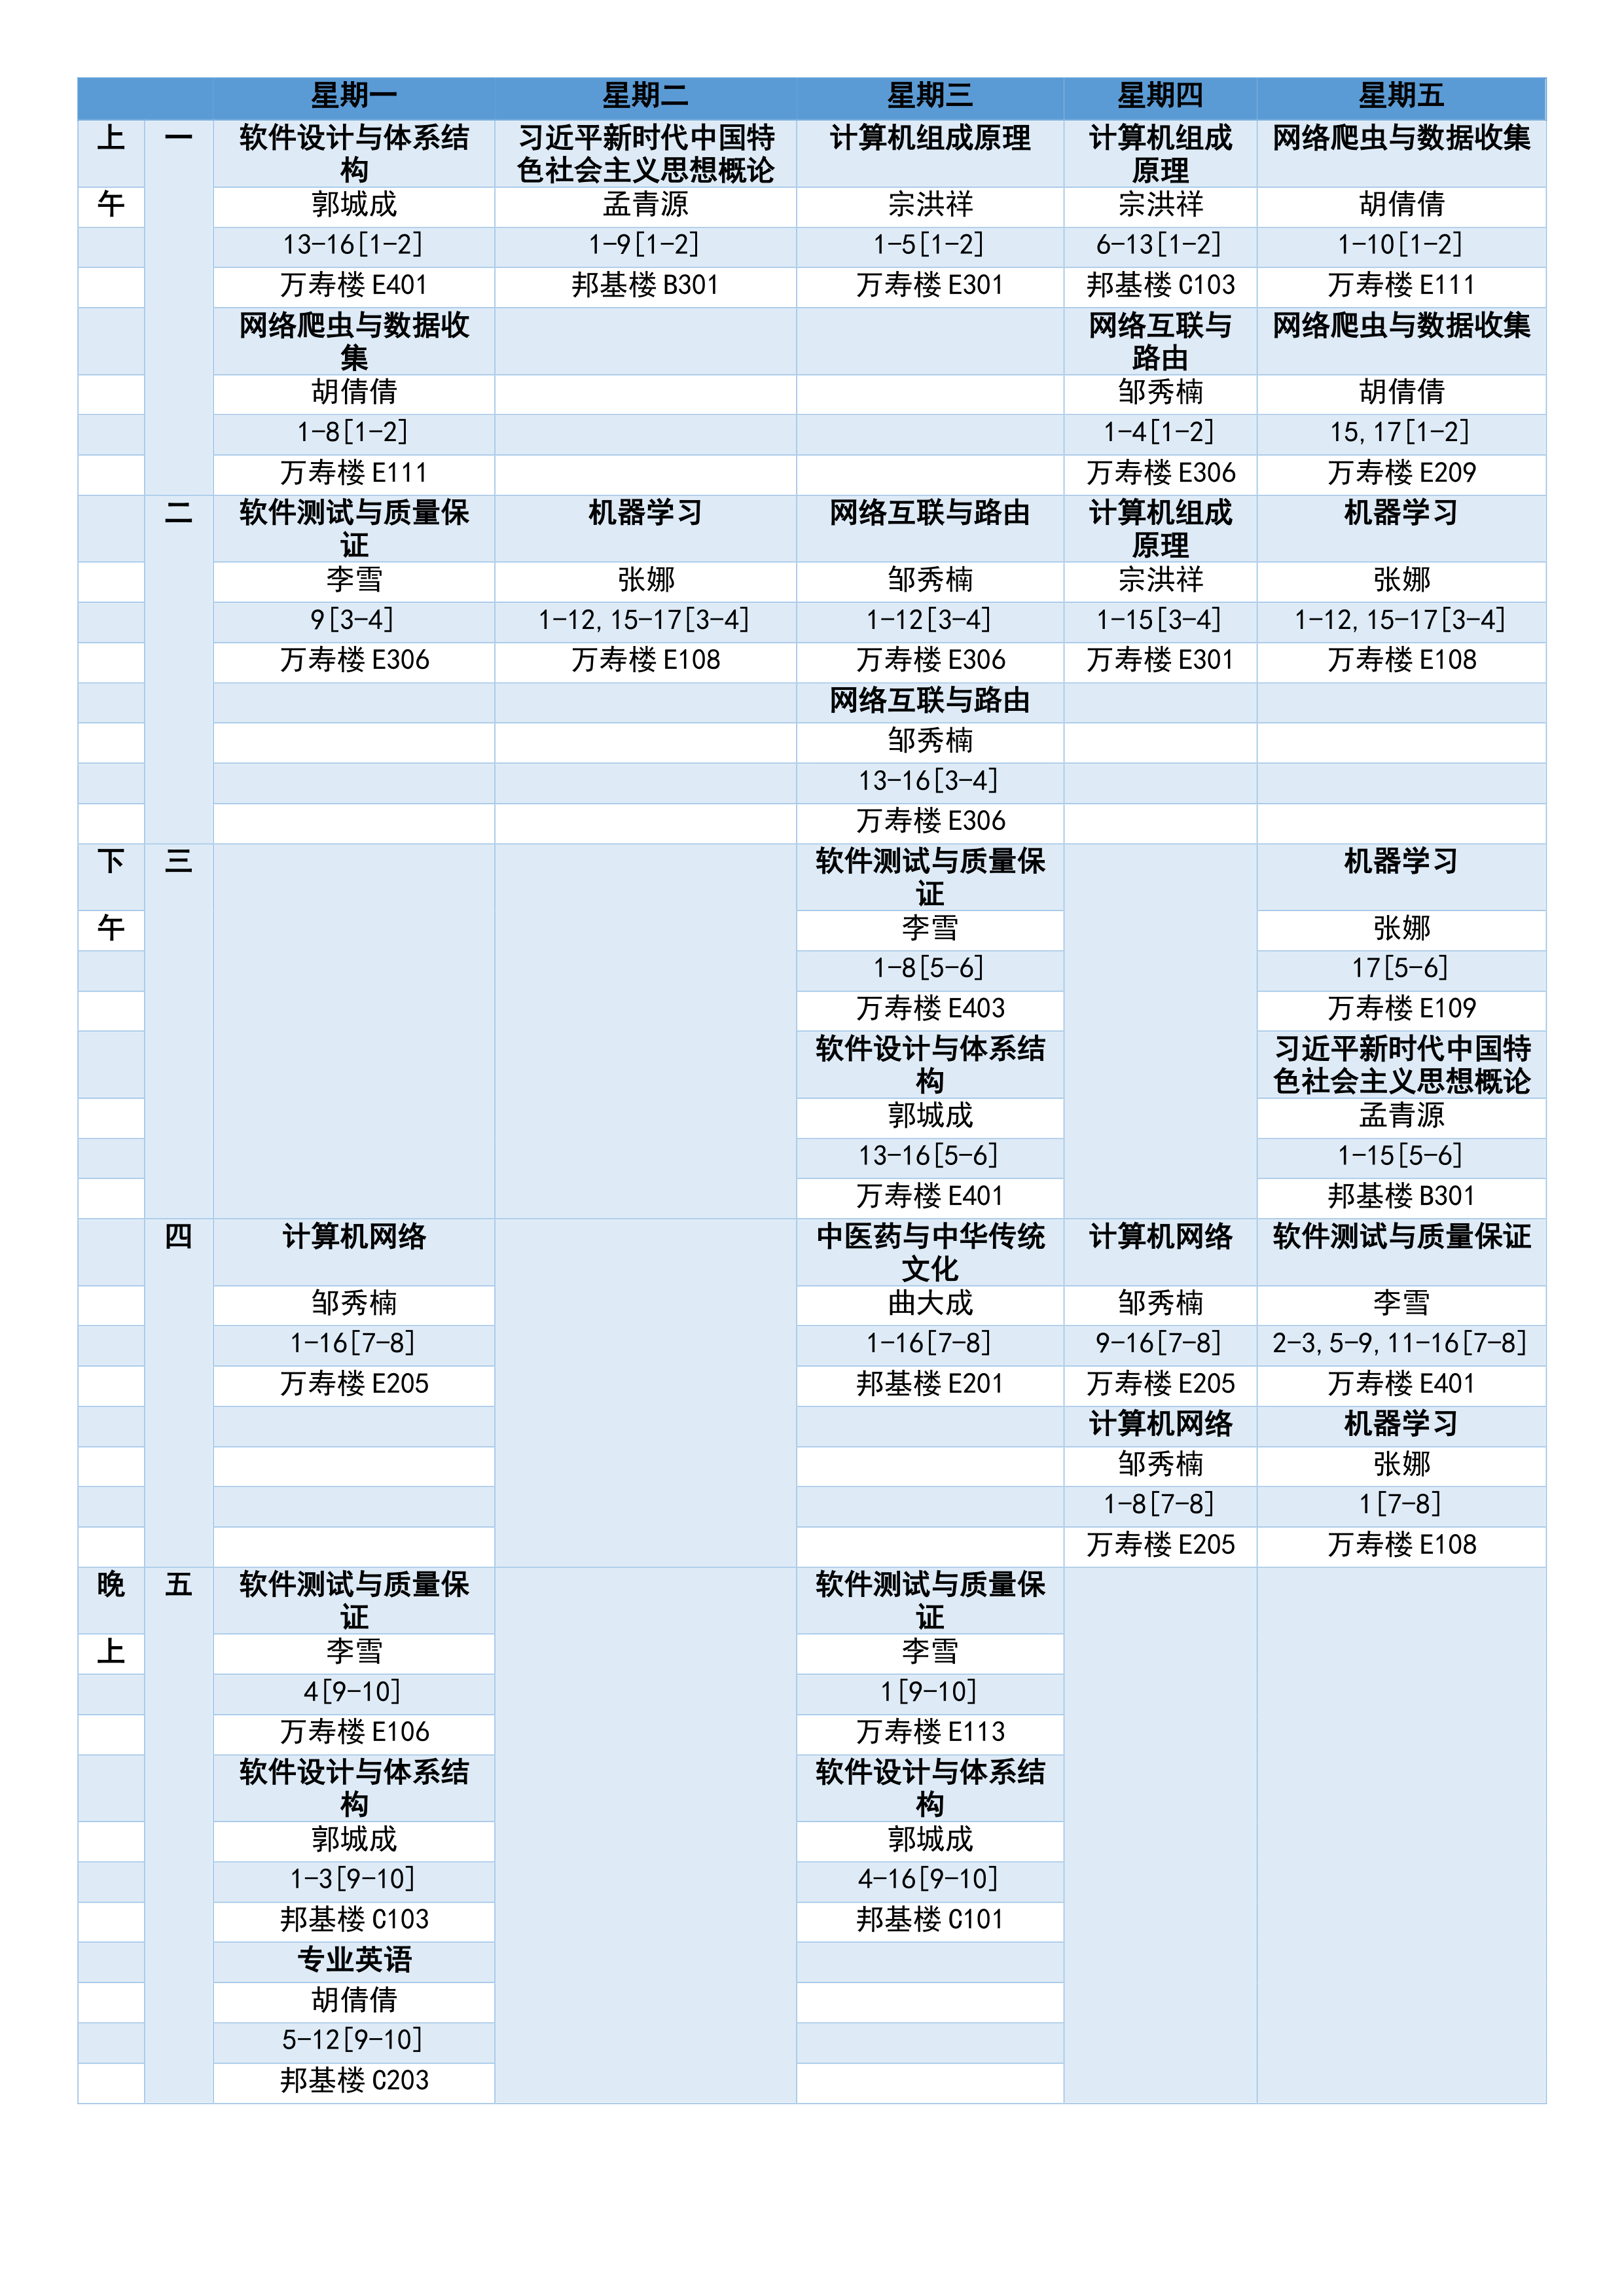 星期一 星期二 星期三 星期四 星期五
上 一 软件设计与体系结 习近平新时代中国特 计算机组成原理 计算机组成 网络爬虫与数据收集
构 色社会主义思想概论 原理
午 郭城成 孟青源 宗洪祥 宗洪祥 胡倩倩
13-16[1-2] 1-9[1-2] 1-5[1-2] 6-13[1-2] 1-10[1-2]
万寿楼 E401 邦基楼 B301 万寿楼 E301 邦基楼 C103 万寿楼 E111
网络爬虫与数据收 网络互联与 网络爬虫与数据收集
集 路由
胡倩倩 邹秀楠 胡倩倩
1-8[1-2] 1-4[1-2] 15,17[1-2]
万寿楼 E111 万寿楼 E306 万寿楼 E209
二 软件测试与质量保 机器学习 网络互联与路由 计算机组成 机器学习
证 原理
李雪 张娜 邹秀楠 宗洪祥 张娜
9[3-4] 1-12,15-17[3-4] 1-12[3-4] 1-15[3-4] 1-12,15-17[3-4]
万寿楼 E306 万寿楼 E108 万寿楼 E306 万寿楼 E301 万寿楼 E108
网络互联与路由
邹秀楠
13-16[3-4]
万寿楼 E306
下 三 软件测试与质量保 机器学习
证
午 李雪 张娜
1-8[5-6] 17[5-6]
万寿楼 E403 万寿楼 E109
软件设计与体系结 习近平新时代中国特
构 色社会主义思想概论
郭城成 孟青源
13-16[5-6] 1-15[5-6]
万寿楼 E401 邦基楼 B301
四 计算机网络 中医药与中华传统 计算机网络 软件测试与质量保证
文化
邹秀楠 曲大成 邹秀楠 李雪
1-16[7-8] 1-16[7-8] 9-16[7-8] 2-3,5-9,11-16[7-8]
万寿楼 E205 邦基楼 E201 万寿楼 E205 万寿楼 E401
计算机网络 机器学习
邹秀楠 张娜
1-8[7-8] 1[7-8]
万寿楼 E205 万寿楼 E108
晚 五 软件测试与质量保 软件测试与质量保
证 证
上 李雪 李雪
4[9-10] 1[9-10]
万寿楼 E106 万寿楼 E113
软件设计与体系结 软件设计与体系结
构 构
郭城成 郭城成
1-3[9-10] 4-16[9-10]
邦基楼 C103 邦基楼 C101
专业英语
胡倩倩
5-12[9-10]
邦基楼 C203